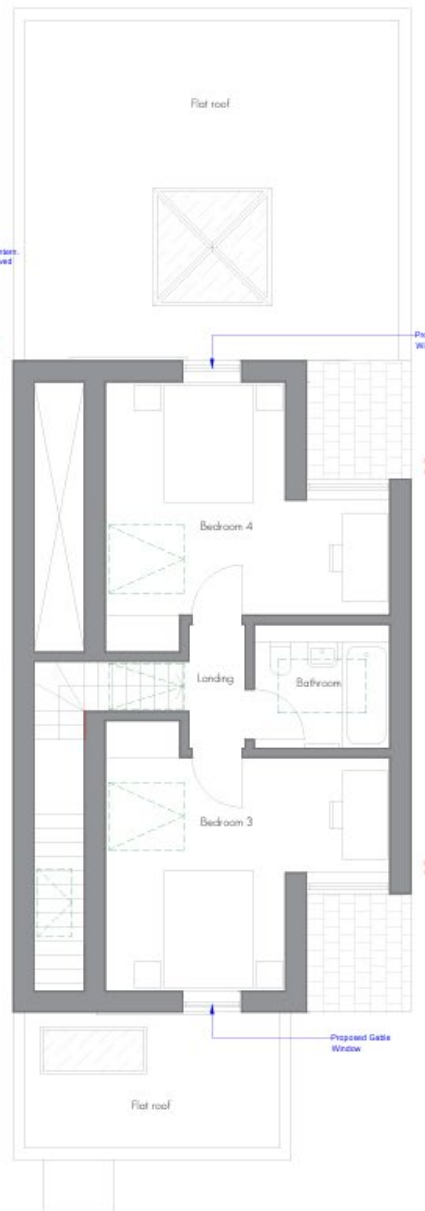 Flat roof
Bedroom 4
Landing
Bathroom
Bedroom 3
Proposed Gable
Window
Flat roof